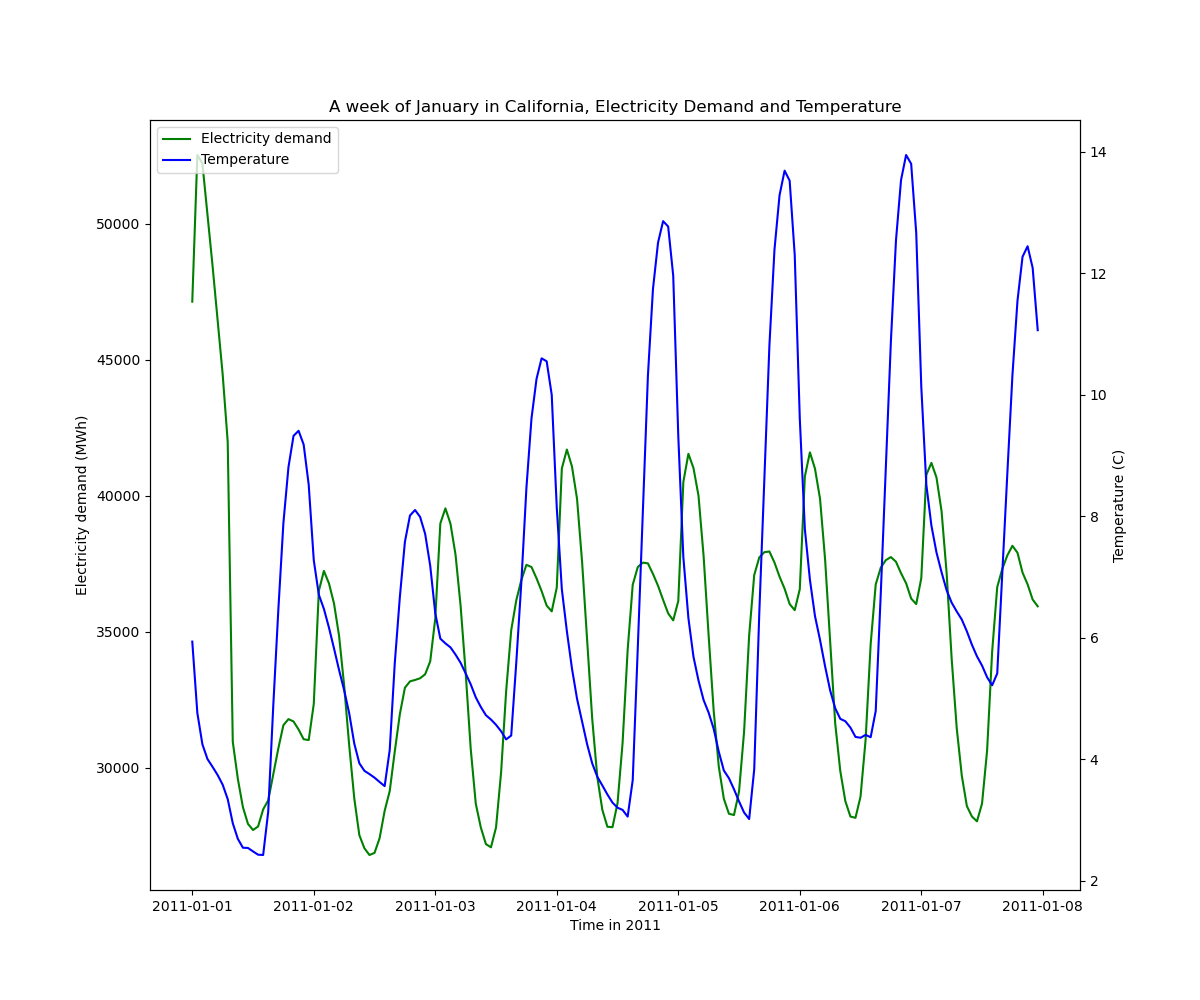 A week of January in California, Electricity Demand and Temperature
Electricity demand
Temperature
Electricity demand (MWh)
50000
45000
40000
35000
30000
14
12
10
8
6
4
2
Temperature (C)
2011-01-01 2011-01-02 2011-01-03 2011-01-04 2011-01-05 2011-01-06 2011-01-07 2011-01-08
Time in 2011